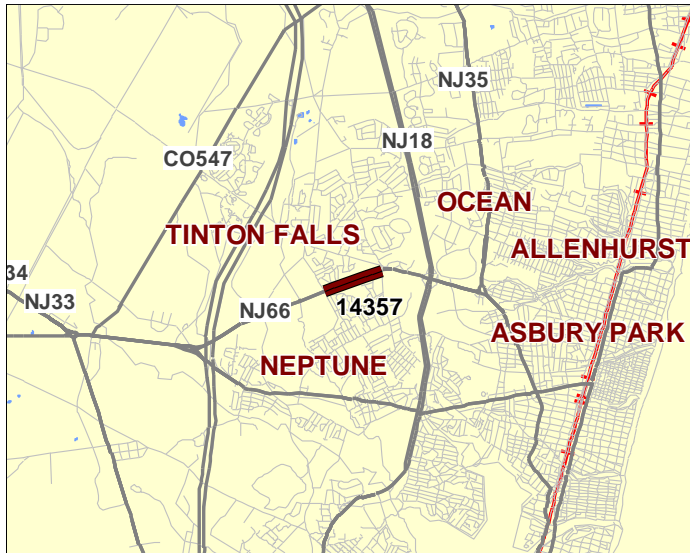 NJ35
NJ18
CO547
OCEAN
TINTON FALLS
ALLENHURST
34
NJ33
NJ66
14357
ASBURY PARK
NEPTUNE